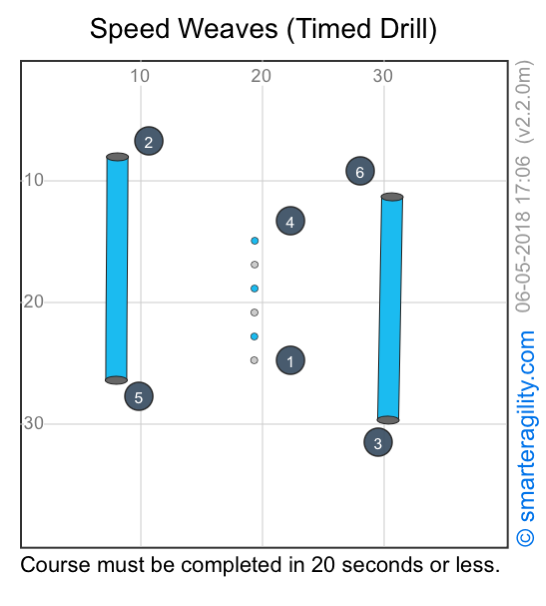 Speed Weaves (Timed Drill)
10 20 30
2
6
10
4
20
1
5
30
3
© smarteragility.com 06-05-2018 17:06 (v2.2.0m)
Course must be completed in 20 seconds or less.